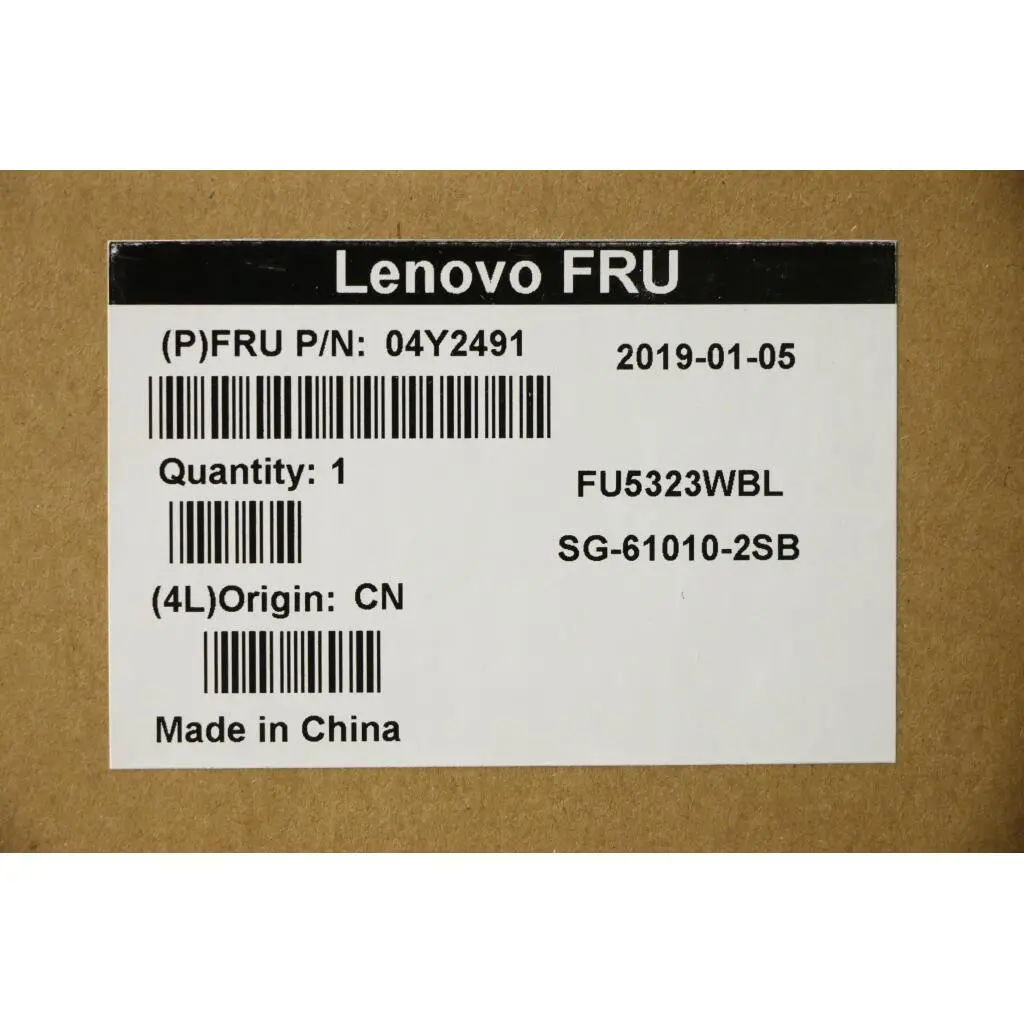 Lenovo FRU
(P)FRU P/N: 04Y2491
2019-01-05
Quantity: 1
FU5323WBL
SG-61010-2SB
(4L)Origin: CN
Made in China